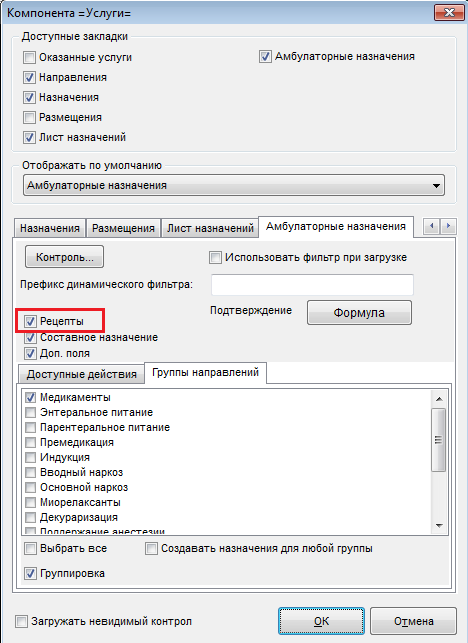 Компонента =Услуги=
Доступные закладки
Оказанные услуги
Амбулаторные назначения
Направления
Назначения
Размещения
Лист назначений
Отображать по умолчанию
Амбулаторные назначения
Назначения Размещения Лист назначений Амбулаторные назначения
Контроль...
Использовать фильтр при загрузке
Префикс динамического фильтра:
Подтверждение
Формула
Рецепты
Составное назначение
Доп. поля
Доступные действия Группы направлений
Медикаменты
Энтеральное питание
Парентеральное питание
Премедикация
Индукция
Вводный наркоз
Основной наркоз
Миорелаксанты
Декураризация
Поддержание анестезии
Выбрать все
Создавать назначения для любой группы
Группировка
Загружать невидимый контрол
ОК
Отмена